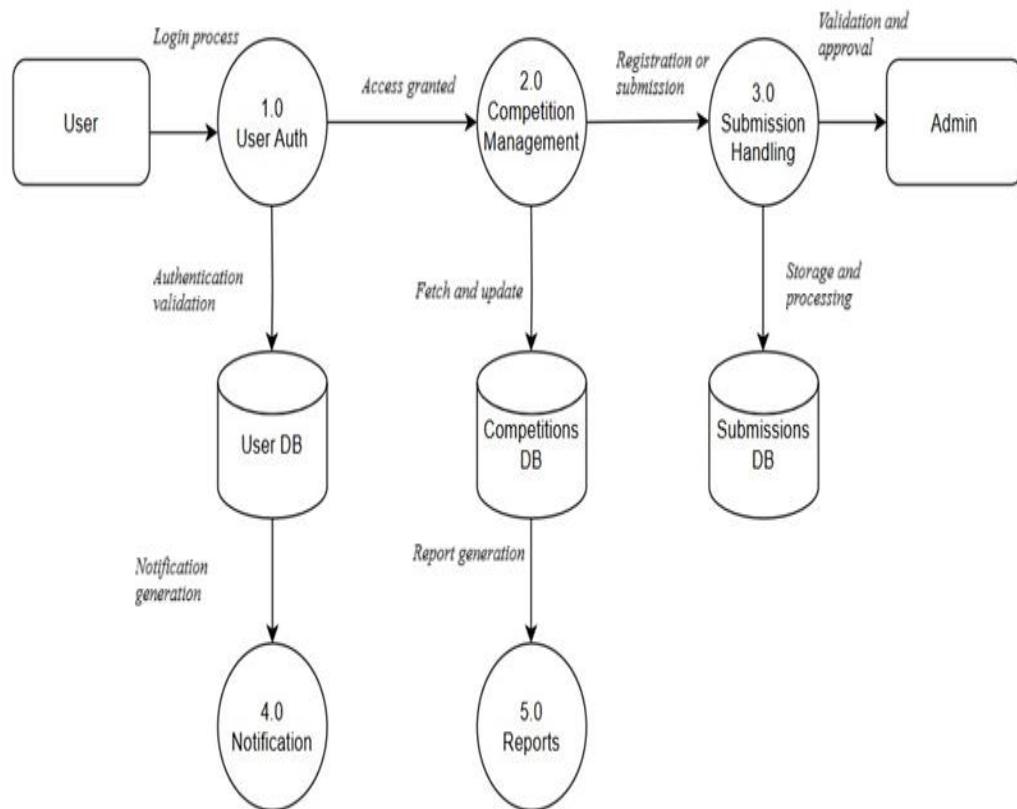 Login process
Validation and
approval
User
1.0
User Auth
Access granted
2.0
Competition
Management
Registration or
submission
3.0
Submission
Handling
Admin
Authentication
validation
Fetch and update
Storage and
processing
User DB
Competitions
DB
Submissions
DB
Notification
generation
Report generation
4.0
Notification
5.0
Reports